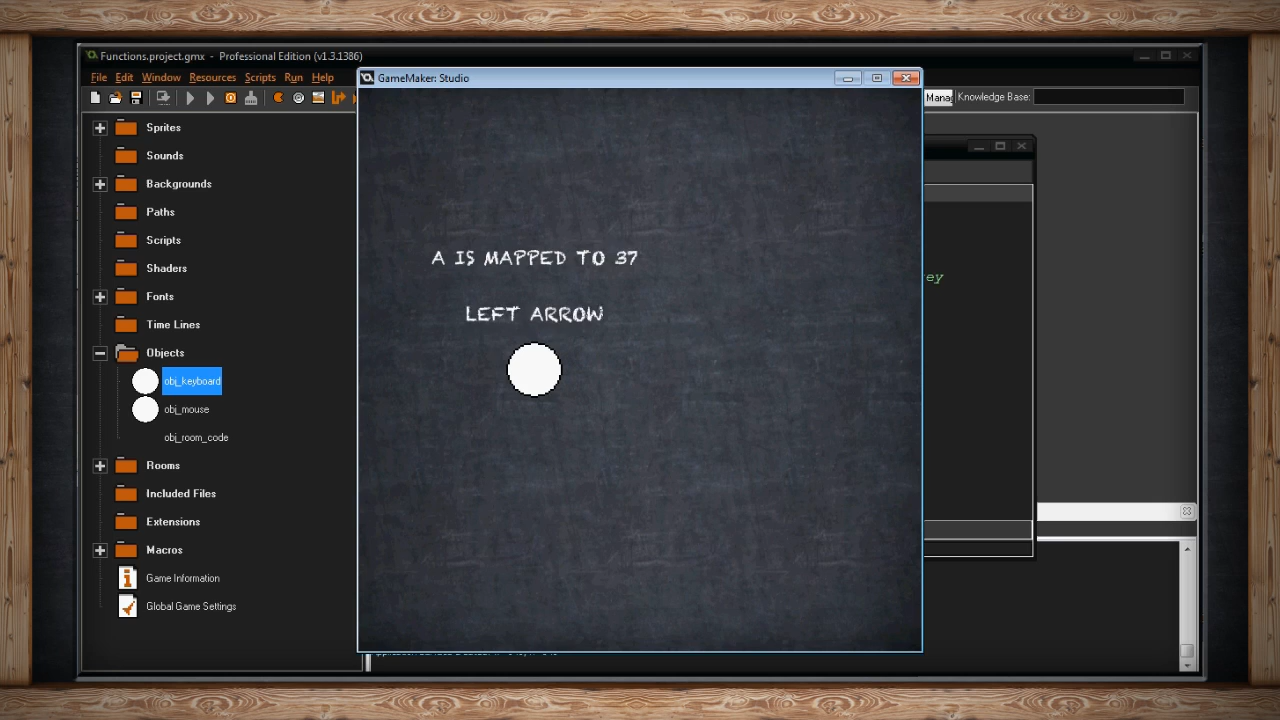 Functions.project.gmx - Professional Edition (v1.3.1386)
File Edit Window Resources Scripts Run Help
GameMaker: Studio
Knowledge Base:
Sprites
Sounds
Backgrounds
Paths
Scripts
Shaders
Fonts
Time Lines
Objects
obj_keyboard
obj_mouse
obj_room_code
Rooms
Included Files
Extensions
Macros
Game Information
Global Game Settings
A IS MAPPED TO 37
LEFT ARROW